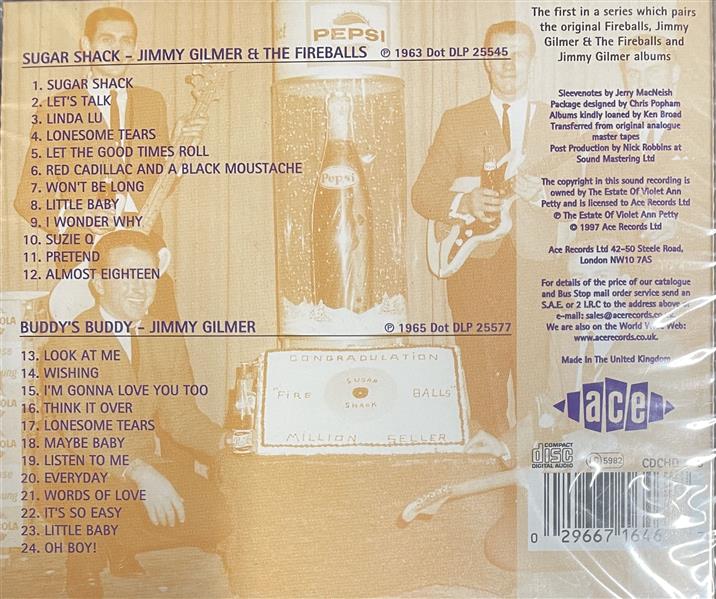 PEPSI
SUGAR SHACK – JIMMY GILMER & THE FIREBALLS ℗ 1963 Dot DLP 25545
1. SUGAR SHACK
2. LET'S TALK
3. LINDA LU
4. LONESOME TEARS
5. LET THE GOOD TIMES ROLL
6. RED CADILLAC AND A BLACK MOUSTACHE
7. WON'T BE LONG
8. LITTLE BABY
9. I WONDER WHY
10. SUZIE Q
11. PRETEND
12. ALMOST EIGHTEEN
Pepsi
BUDDY'S BUDDY – JIMMY GILMER ℗ 1965 Dot DLP 25577
13. LOOK AT ME
14. WISHING
15. I'M GONNA LOVE YOU TOO
16. THINK IT OVER
17. LONESOME TEARS
18. MAYBE BABY
19. LISTEN TO ME
20. EVERYDAY
21. WORDS OF LOVE
22. IT'S SO EASY
23. LITTLE BABY
24. OH BOY!
CONGRADULATION
"FIRE BALLS"
SUGAR
SHACK
MILLION SELLER
The first in a series which pairs
the original Fireballs, Jimmy
Gilmer & The Fireballs and
Jimmy Gilmer albums
Sleevenotes by Jerry MacNeish
Package designed by Chris Popham
Albums kindly loaned by Ken Broad
Transferred from original analogue
master tapes
Post Production by Nick Robbins at
Sound Mastering Ltd
The copyright in this sound recording is
owned by The Estate Of Violet Ann
Petty and is licensed to Ace Records Ltd
℗ The Estate Of Violet Ann Petty
© 1997 Ace Records Ltd
Ace Records Ltd 42-50 Steele Road,
London NW10 7AS
For details of the price of our catalogue
and Bus Stop mail order service send an
S.A.E. or 2 I.R.C to the address above or
e-mail: sales@acerecords.co.uk
We are also on the World Wide Web:
www.acerecords.co.uk
Made In The United Kingdom
ace
COMPACT
disc
DIGITAL AUDIO
LC 5982
CDCHD
0 29667 1646